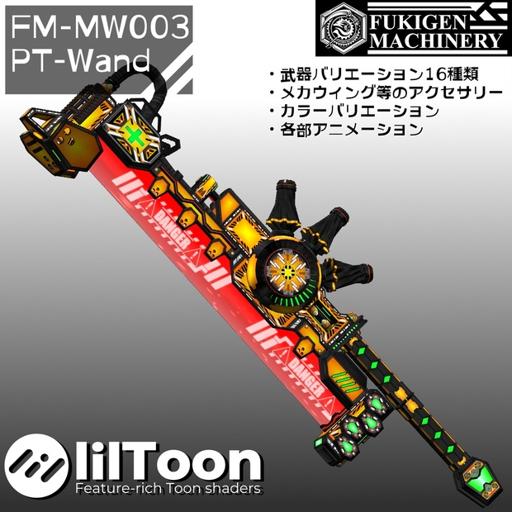 FM-MW003
PT-Wand
FUKIGEN
MACHINERY
・武器バリエーション16種類
・メカウイング等のアクセサリー
・カラーバリエーション
・各部アニメーション
DANGER
DANGER
lilToon
Feature-rich Toon shaders